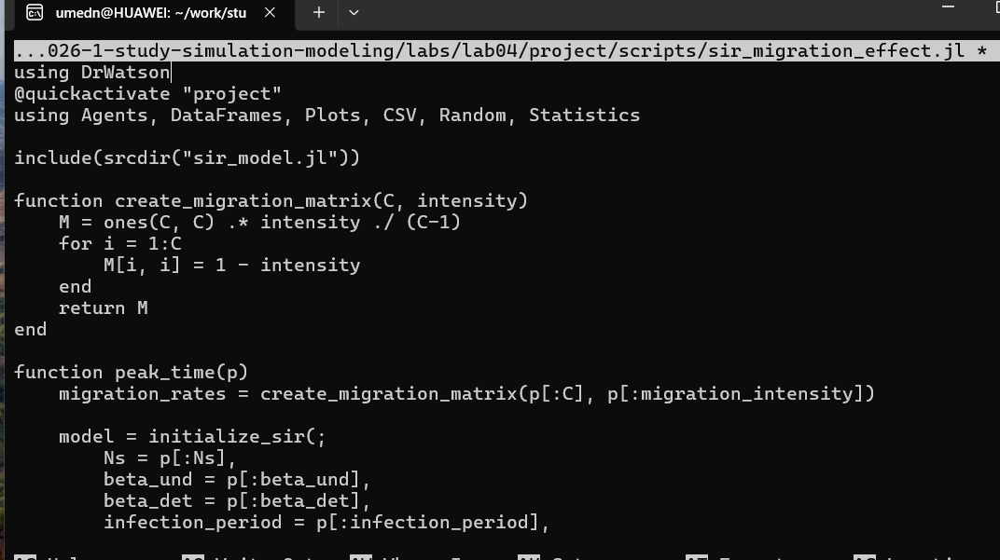 umedn@HUAWEI: ~/work/stu
...026-1-study-simulation-modeling/labs/lab04/project/scripts/sir_migration_effect.jl *
using DrWatson
@quickactivate "project"
using Agents, DataFrames, Plots, CSV, Random, Statistics
include(srcdir("sir_model.jl"))
function create_migration_matrix(C, intensity)
    M = ones(C, C) .* intensity ./ (C-1)
    for i = 1:C
        M[i, i] = 1 - intensity
    end
    return M
end
function peak_time(p)
    migration_rates = create_migration_matrix(p[:C], p[:migration_intensity])
    model = initialize_sir(;
        Ns = p[:Ns],
        beta_und = p[:beta_und],
        beta_det = p[:beta_det],
        infection_period = p[:infection_period],